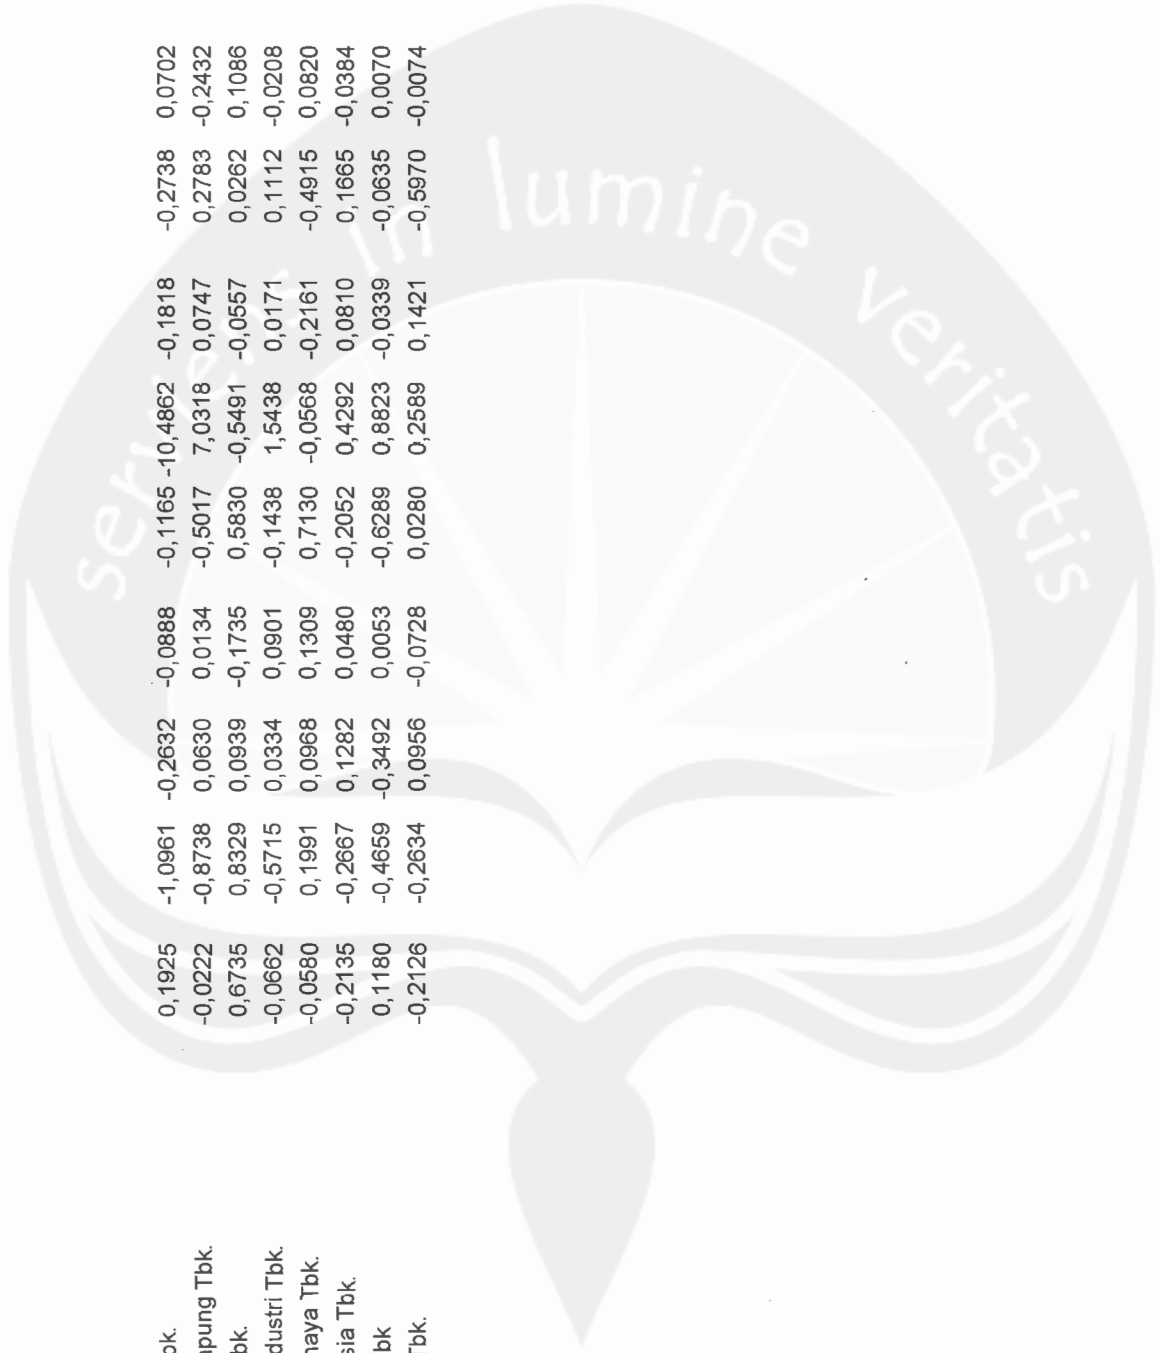 serviens in lumine veritatis
bk. 0,1925 -1,0961 -0,2632 -0,0888 -0,1165 -10,4862 -0,1818 -0,2738 0,0702
apung Tbk. -0,0222 -0,8738 0,0630 0,0134 -0,5017 7,0318 0,0747 0,2783 -0,2432
bk. 0,6735 0,8329 0,0939 -0,1735 0,5830 -0,5491 -0,0557 0,0262 0,1086
dustri Tbk. -0,0662 -0,5715 0,0334 0,0901 -0,1438 1,5438 0,0171 0,1112 -0,0208
naya Tbk. -0,0580 0,1991 0,0968 0,1309 0,7130 -0,0568 -0,2161 -0,4915 0,0820
sia Tbk. -0,2135 -0,2667 0,1282 0,0480 -0,2052 0,4292 0,0810 0,1665 -0,0384
bk 0,1180 -0,4659 -0,3492 0,0053 -0,6289 0,8823 -0,0339 -0,0635 0,0070
Tbk. -0,2126 -0,2634 0,0956 -0,0728 0,0280 0,2589 0,1421 -0,5970 -0,0074